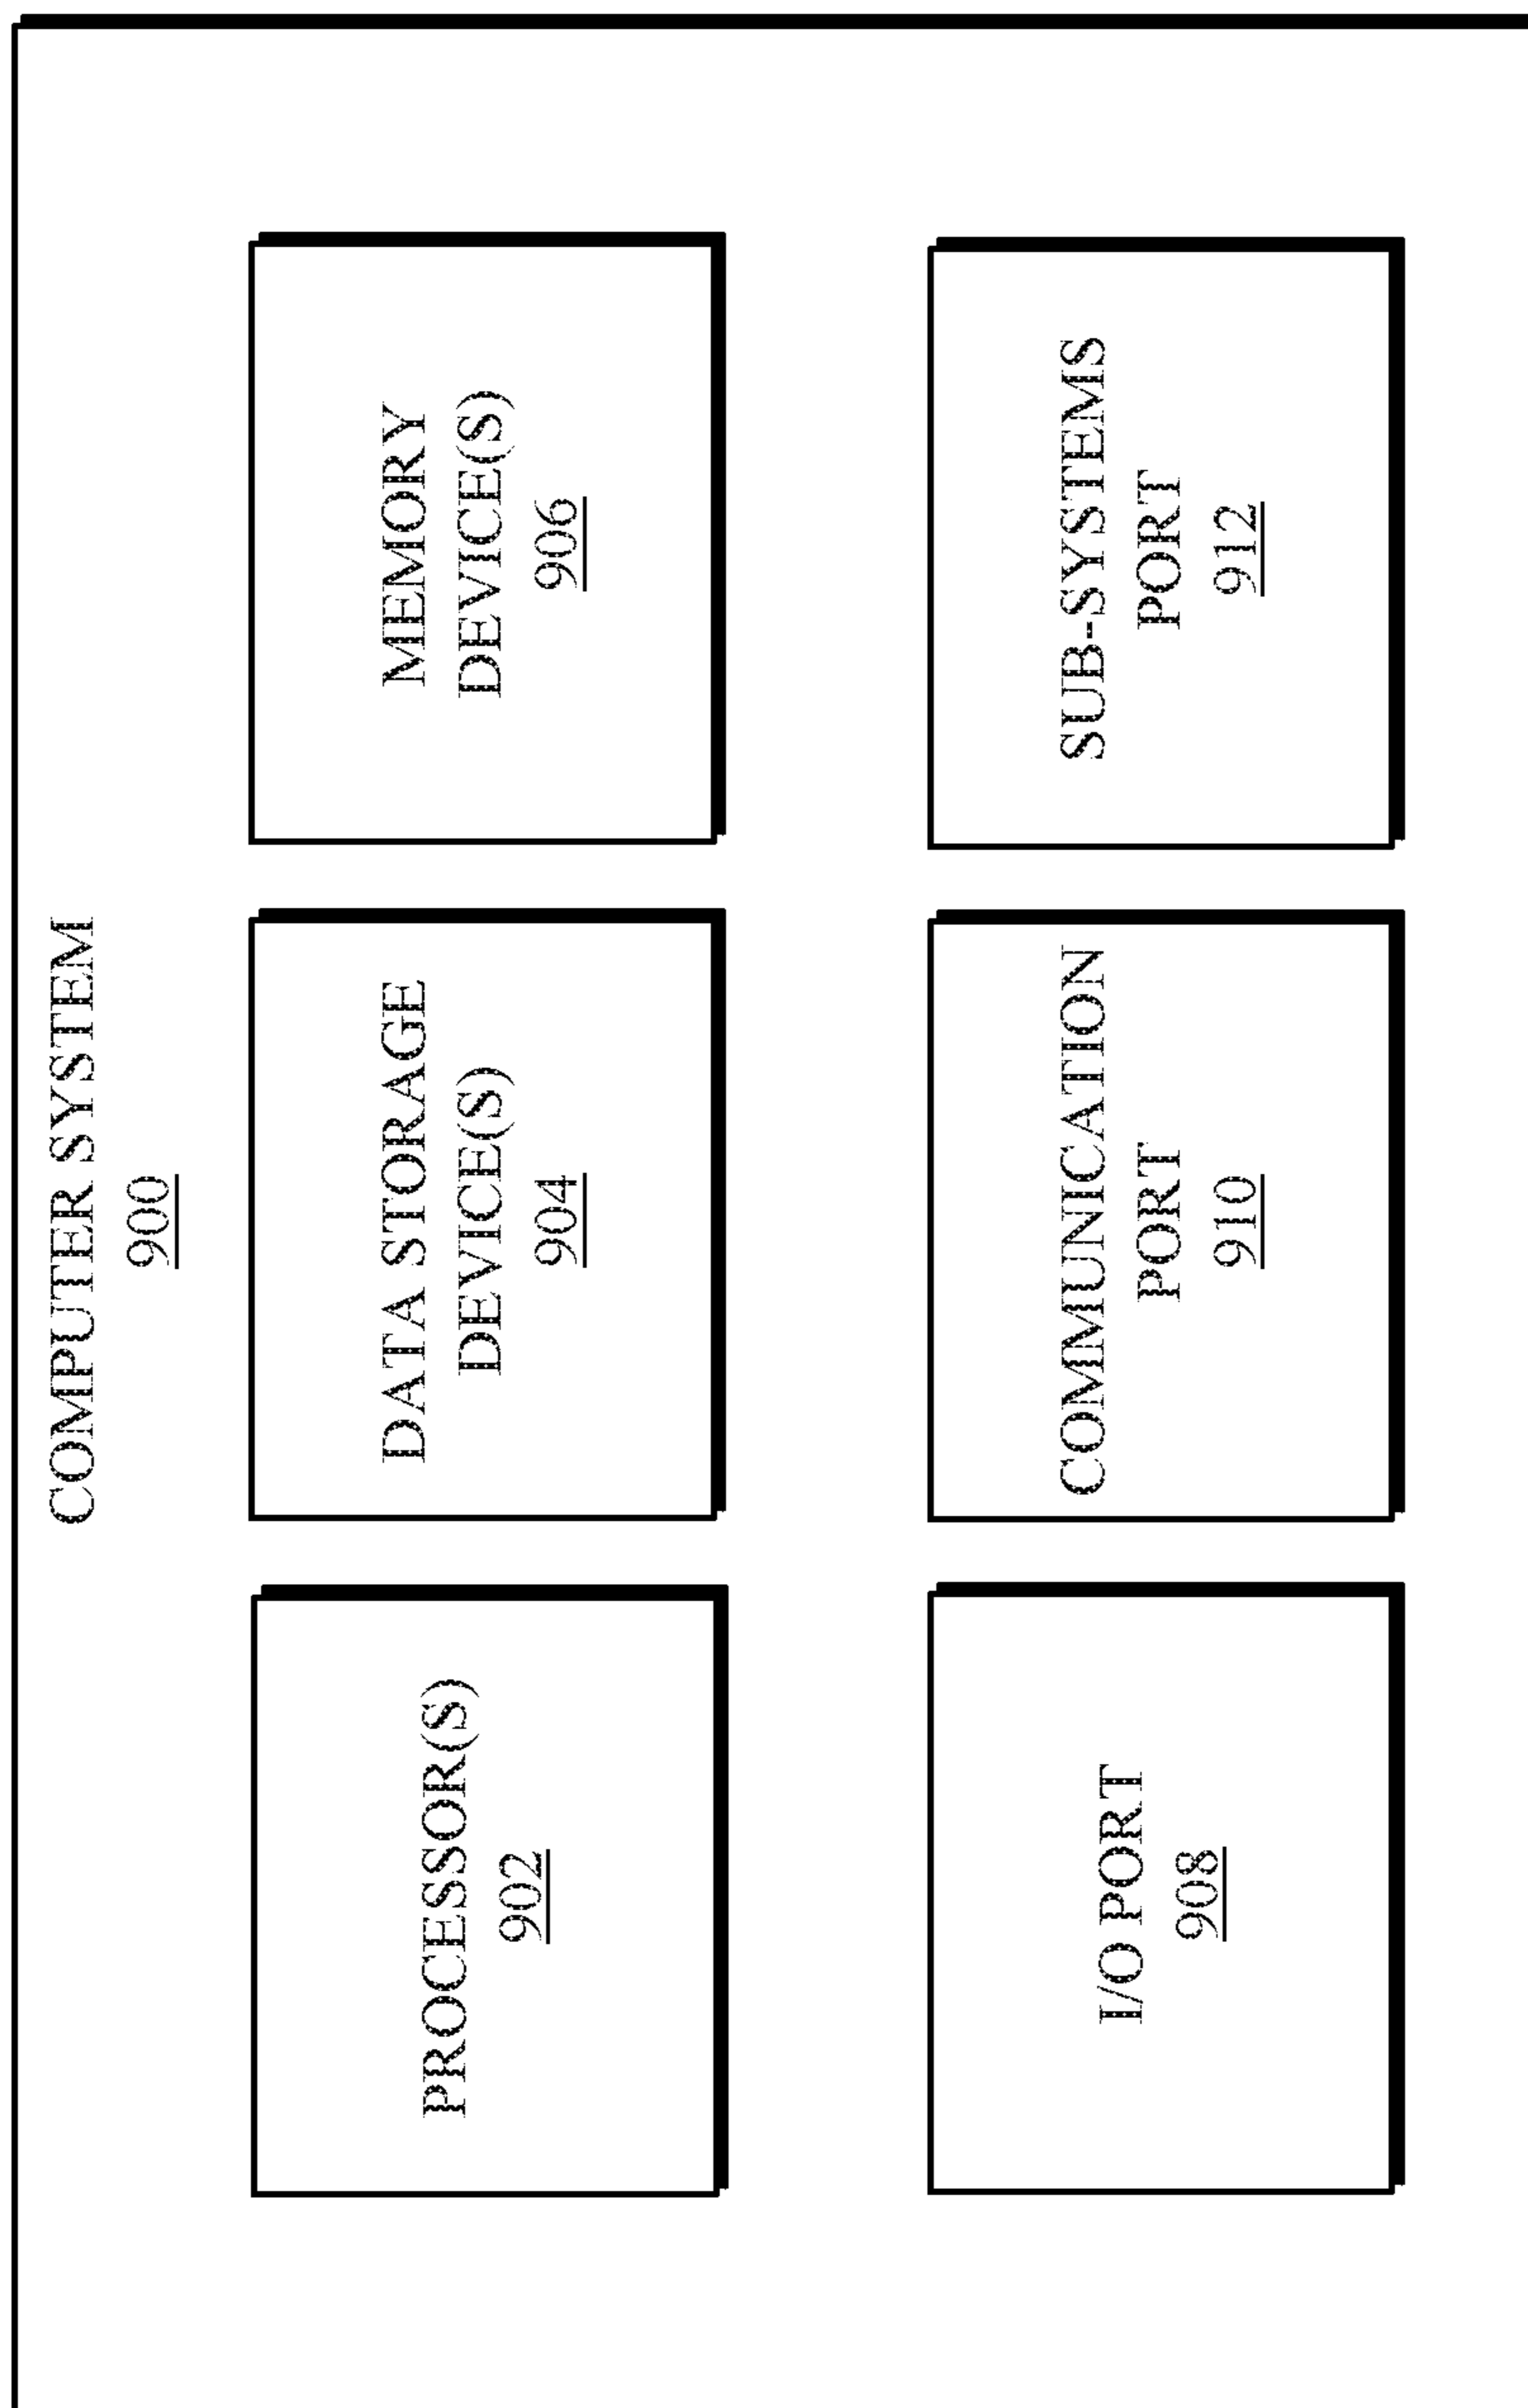 COMPUTER SYSTEM
900
PROCESSOR(S)
902
DATA STORAGE
DEVICE(S)
904
MEMORY
DEVICE(S)
906
I/O PORT
908
COMMUNICATION
PORT
910
SUB-SYSTEMS
PORT
912